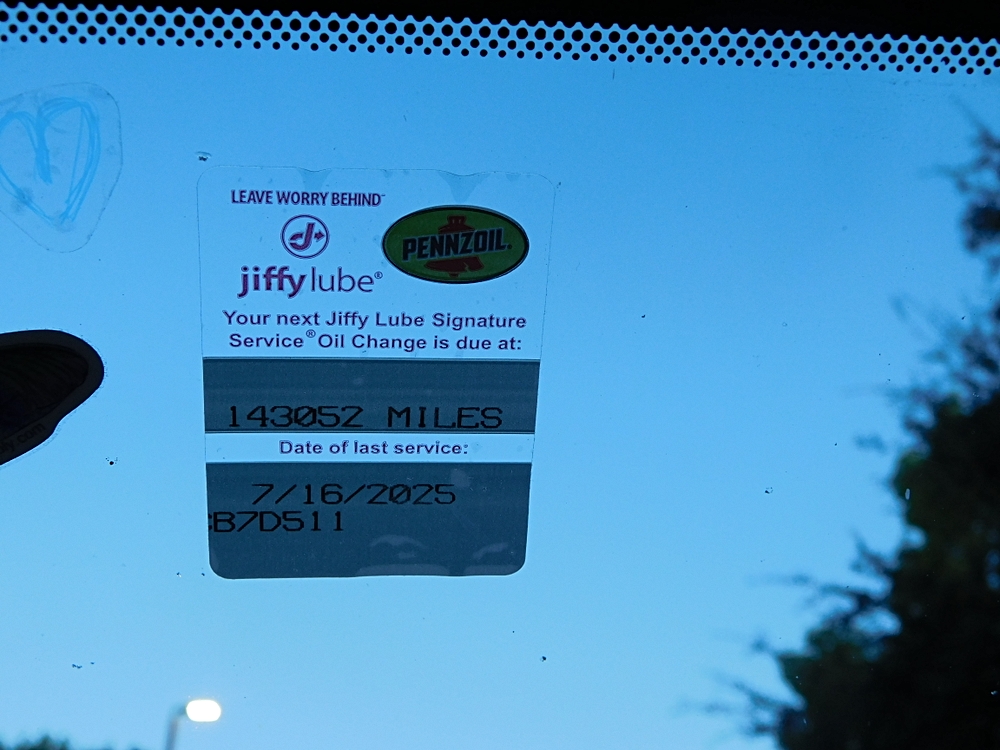 LEAVE WORRY BEHIND™
jiffy lube®
PENNZOIL®
Your next Jiffy Lube Signature
Service® Oil Change is due at:
143052 MILES
Date of last service:
7/16/2025
B7D511